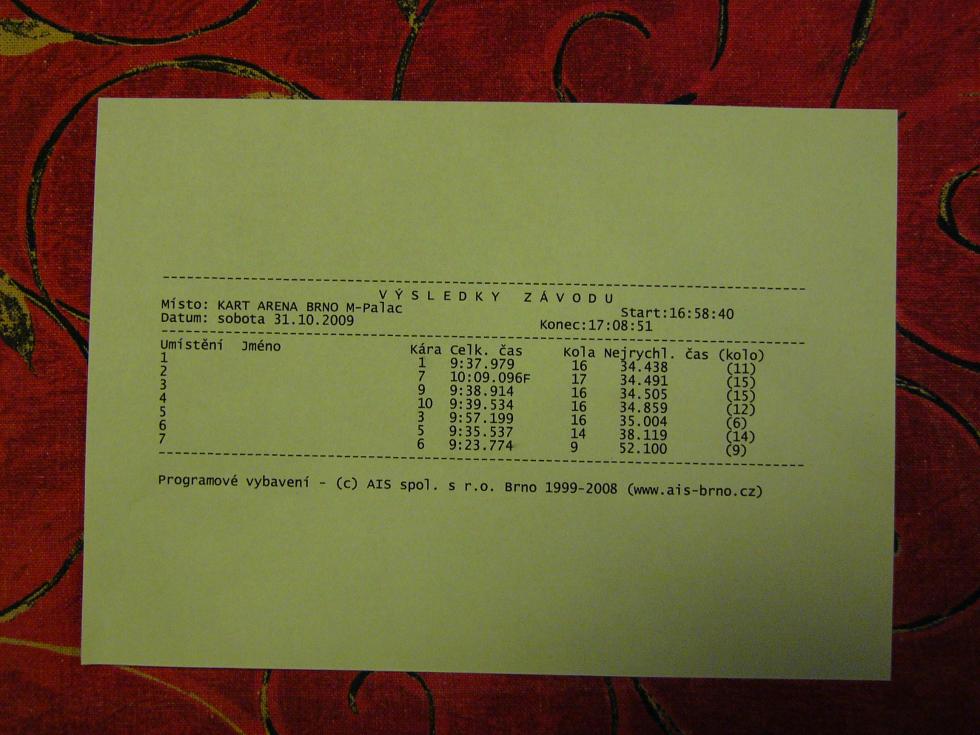 VÝSLEDKY ZÁVODU
Místo: KART ARENA BRNO M-Palac Start:16:58:40
Datum: sobota 31.10.2009 Konec:17:08:51
Umístění Jméno Kára Celk. čas Kola Nejrychl. čas (kolo)
1 1 9:37.979 16 34.438 (11)
2 7 10:09.096F 17 34.491 (15)
3 9 9:38.914 16 34.505 (15)
4 10 9:39.534 16 34.859 (12)
5 3 9:57.199 16 35.004 (6)
6 5 9:35.537 14 38.119 (14)
7 6 9:23.774 9 52.100 (9)
Programové vybavení - (c) AIS spol. s r.o. Brno 1999-2008 (www.ais-brno.cz)